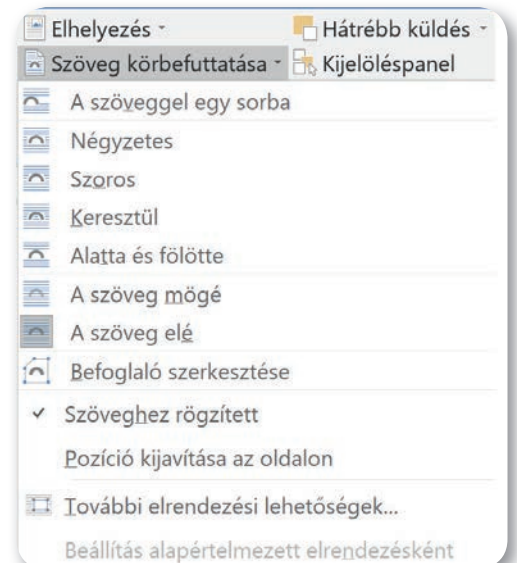 Elhelyezés Hátrébb küldés
Szöveg körbefuttatása Kijelöléspanel
A szöveggel egy sorba
Négyzetes
Szoros
Keresztül
Alatta és fölötte
A szöveg mögé
A szöveg elé
Befoglaló szerkesztése
Szöveghez rögzített
Pozíció kijavítása az oldalon
További elrendezési lehetőségek...
Beállítás alapértelmezett elrendezésként